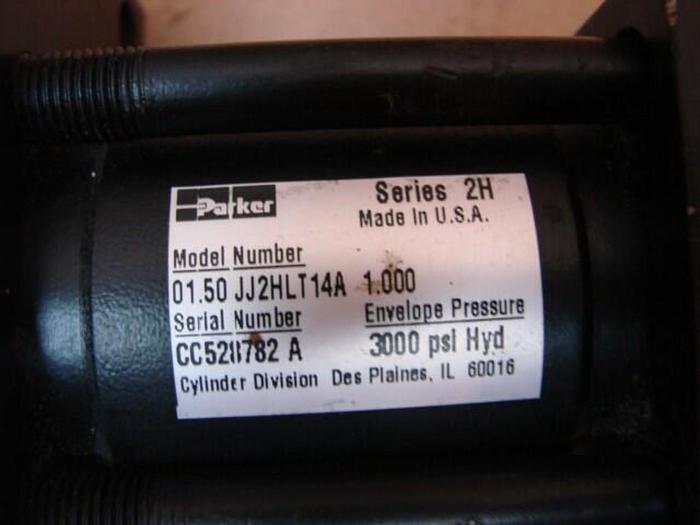 Parker
Series 2H
Made In U.S.A.
Model Number
01.50 JJ2HLT14A 1.000
Serial Number
Envelope Pressure
CC528782 A
3000 psi Hyd
Cylinder Division Des Plaines, IL 60016